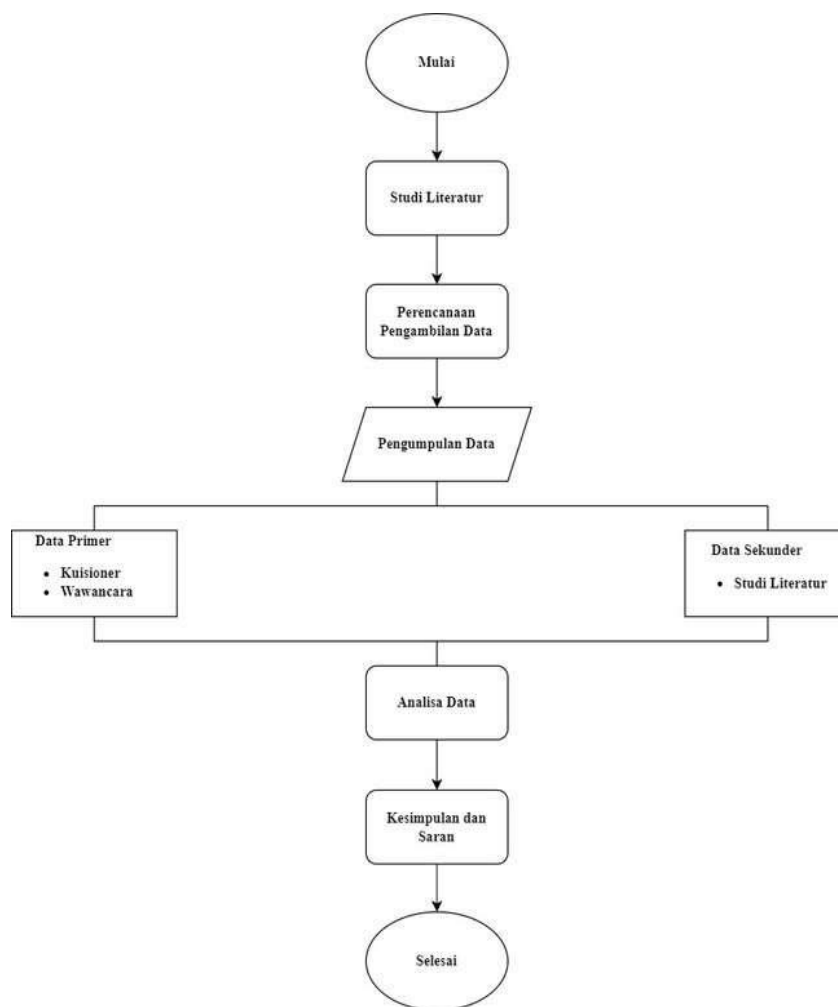 Mulai
Studi Literatur
Perencanaan
Pengambilan Data
Pengumpulan Data
Data Primer
• Kuisioner
• Wawancara
Data Sekunder
• Studi Literatur
Analisa Data
Kesimpulan dan
Saran
Selesai